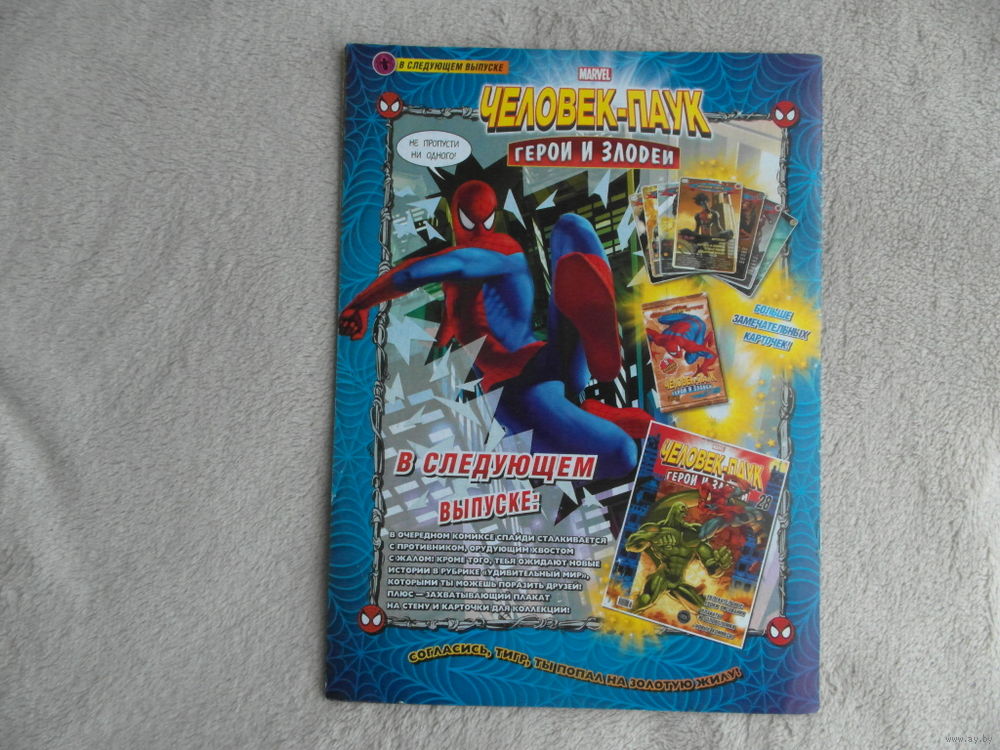 В СЛЕДУЮЩЕМ ВЫПУСКЕ
MARVEL
ЧЕЛОВЕК-ПАУК
ГЕРОИ И ЗЛОДЕИ
НЕ ПРОПУСТИ
НИ ОДНОГО!
БОЛЬШЕ
ЗАМЕЧАТЕЛЬНЫХ
КАРТОЧЕК!!
ЧЕЛОВЕК-ПАУК
ГЕРОИ И ЗЛОДЕИ
ЧЕЛОВЕК-ПАУК
ГЕРОИ И ЗЛОДЕИ
28
В СЛЕДУЮЩЕМ
ВЫПУСКЕ:
В ОЧЕРЕДНОМ КОМИКСЕ СПАЙДИ СТАЛКИВАЕТСЯ
С ПРОТИВНИКОМ, ОРУДУЮЩИМ ХВОСТОМ
С ЖАЛОМ! КРОМЕ ТОГО, ТЕБЯ ОЖИДАЮТ НОВЫЕ
ИСТОРИИ В РУБРИКЕ «УДИВИТЕЛЬНЫЙ МИР»,
КОТОРЫМИ ТЫ МОЖЕШЬ ПОРАЗИТЬ ДРУЗЕЙ!
ПЛЮС — ЗАХВАТЫВАЮЩИЙ ПЛАКАТ
НА СТЕНУ И КАРТОЧКИ ДЛЯ КОЛЛЕКЦИИ!
СОГЛАСИСЬ, ТИГР, ТЫ ПОПАЛ НА ЗОЛОТУЮ ЖИЛУ!
www.ay.by